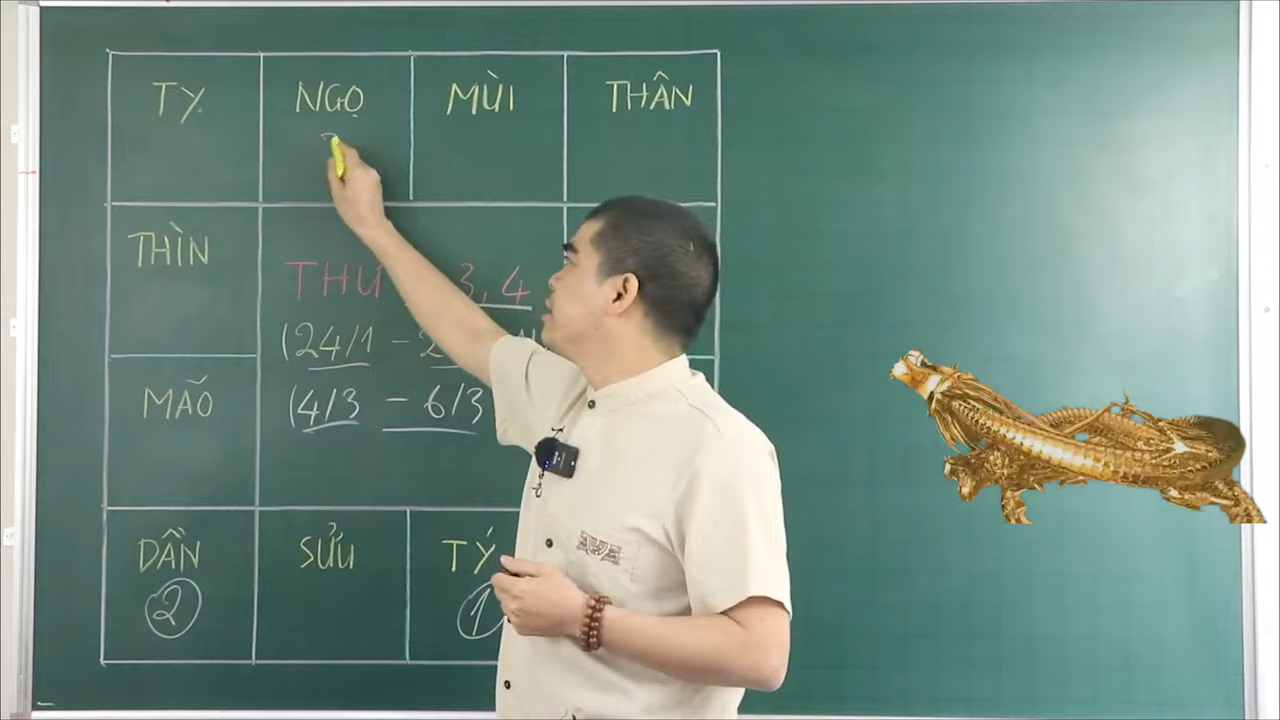 TỴ NGỌ MÙI THÂN
THÌN
THỨ 3, 4
(24/1 - 2
MÃO
(4/3 - 6/3
DẦN SỬU TÝ
2 1